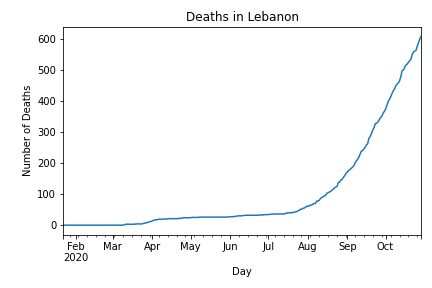 Deaths in Lebanon
600
500
400
300
200
100
0
Number of Deaths
Feb Mar Apr May Jun Jul Aug Sep Oct
2020
Day